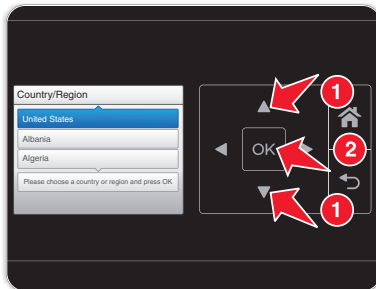 Country/Region
1
United States
Albania
OK
2
Algeria
Please choose a country or region and press OK
1